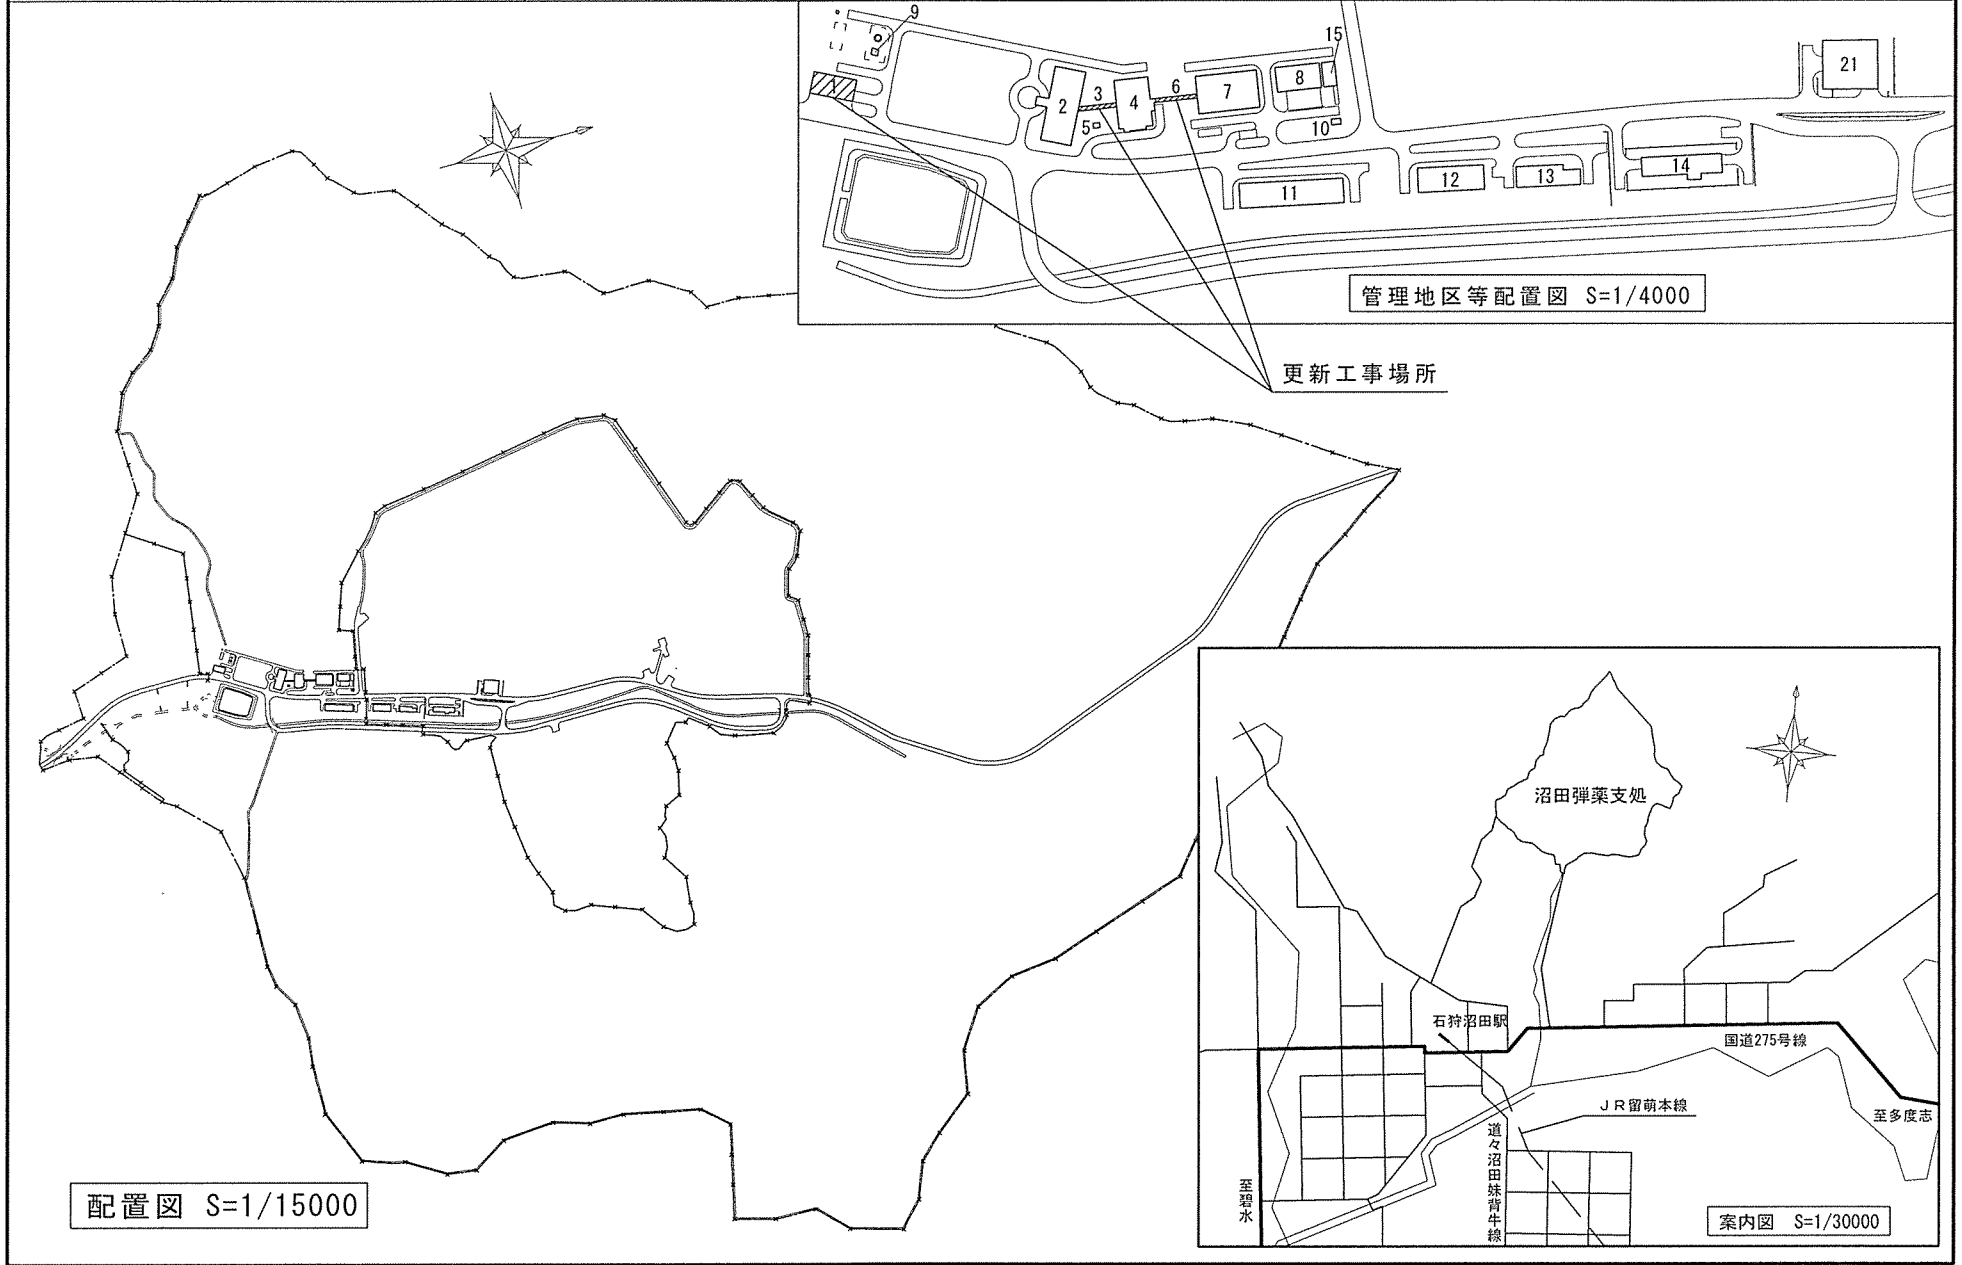 9
15
21
2
3
4
6
7
8
5
10
11
12
13
14
管理地区等配置図 S=1/4000
更新工事場所
沼田弾薬支処
石狩沼田駅
国道275号線
JR留萌本線
至多度志
道々沼田妹背牛線
至碧水
案内図 S=1/30000
配置図 S=1/15000